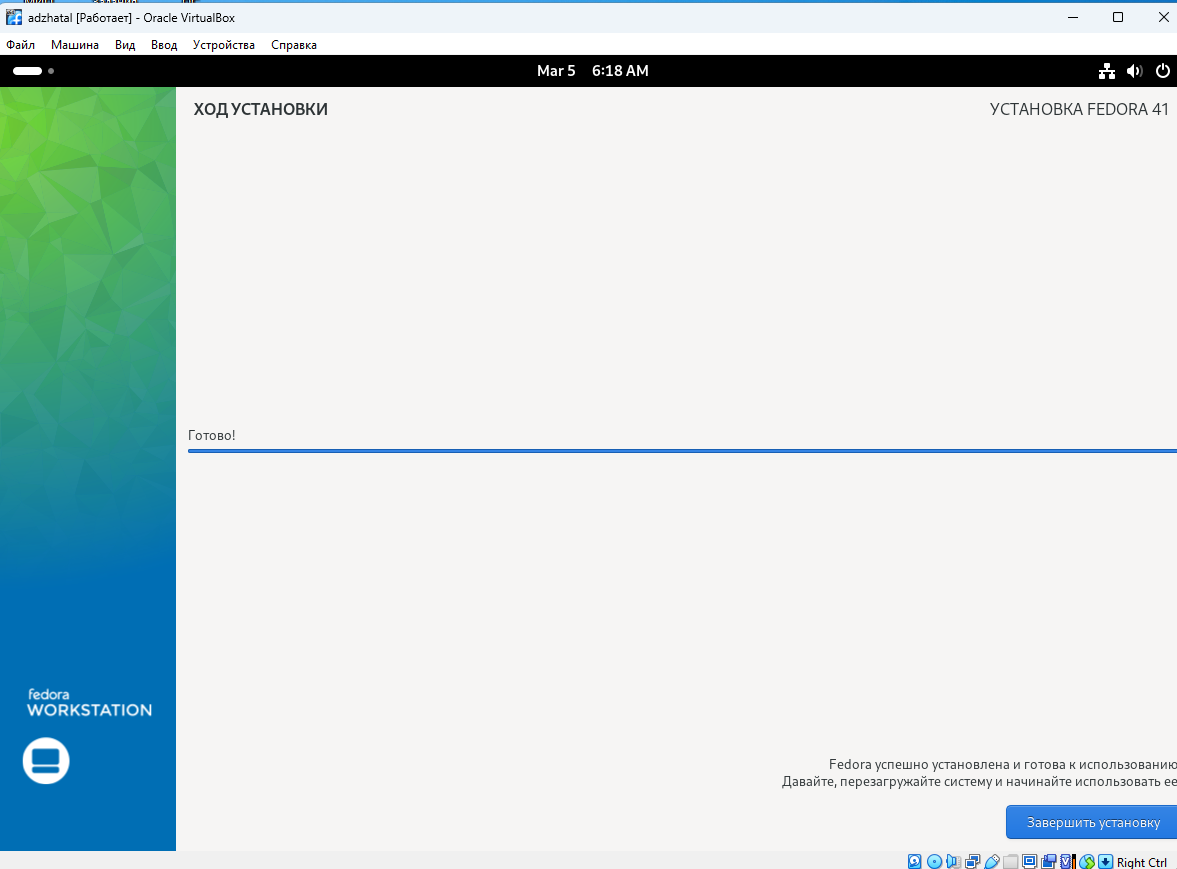 adzhatal [Работает] - Oracle VirtualBox
Файл Машина Вид Ввод Устройства Справка
Mar 5 6:18 AM
ХОД УСТАНОВКИ
УСТАНОВКА FEDORA 41
Готово!
fedora
WORKSTATION
Fedora успешно установлена и готова к использованию
Давайте, перезагружайте систему и начинайте использовать ее
Завершить установку
Right Ctrl